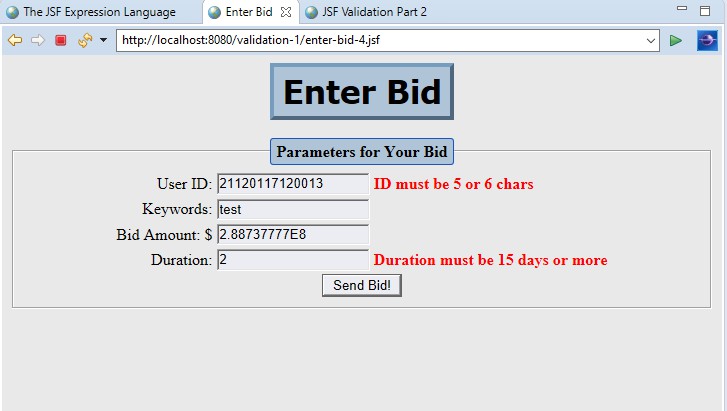 The JSF Expression Language Enter Bid JSF Validation Part 2
http://localhost:8080/validation-1/enter-bid-4.jsf
Enter Bid
Parameters for Your Bid
User ID: 21120117120013 ID must be 5 or 6 chars
Keywords: test
Bid Amount: $ 2.88737777E8
Duration: 2 Duration must be 15 days or more
Send Bid!